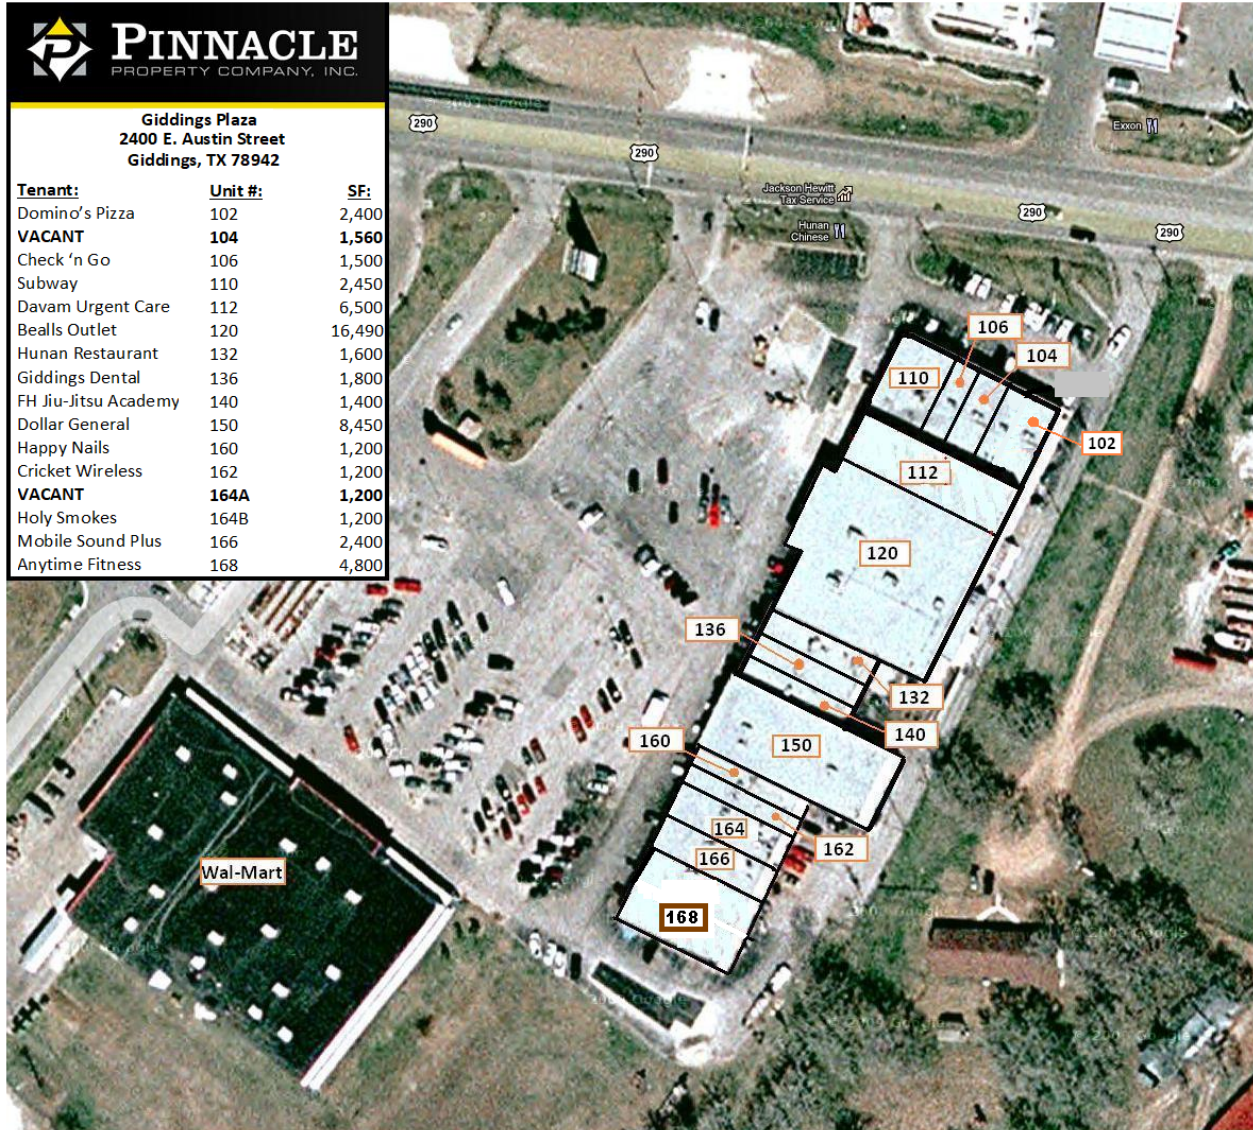 PINNACLE
PROPERTY COMPANY, INC.
Giddings Plaza
2400 E. Austin Street
Giddings, TX 78942
Tenant: Unit #: SF:
Domino's Pizza 102 2,400
VACANT 104 1,560
Check 'n Go 106 1,500
Subway 110 2,450
Davam Urgent Care 112 6,500
Bealls Outlet 120 16,490
Hunan Restaurant 132 1,600
Giddings Dental 136 1,800
FH Jiu-Jitsu Academy 140 1,400
Dollar General 150 8,450
Happy Nails 160 1,200
Cricket Wireless 162 1,200
VACANT 164A 1,200
Holy Smokes 164B 1,200
Mobile Sound Plus 166 2,400
Anytime Fitness 168 4,800
290
Exxon
290
Jackson Hewitt
Tax Service
290
Hunan
Chinese
290
106
104
110
102
112
120
136
132
140
160
150
164
162
166
Wal-Mart
168